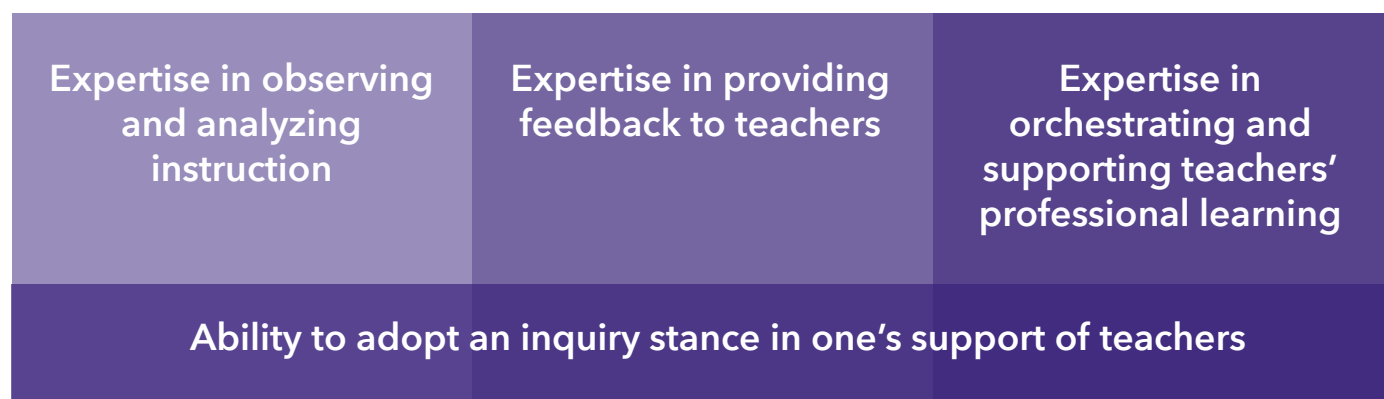 Expertise in observing
and analyzing
instruction
Expertise in providing
feedback to teachers
Expertise in
orchestrating and
supporting teachers’
professional learning
Ability to adopt an inquiry stance in one’s support of teachers